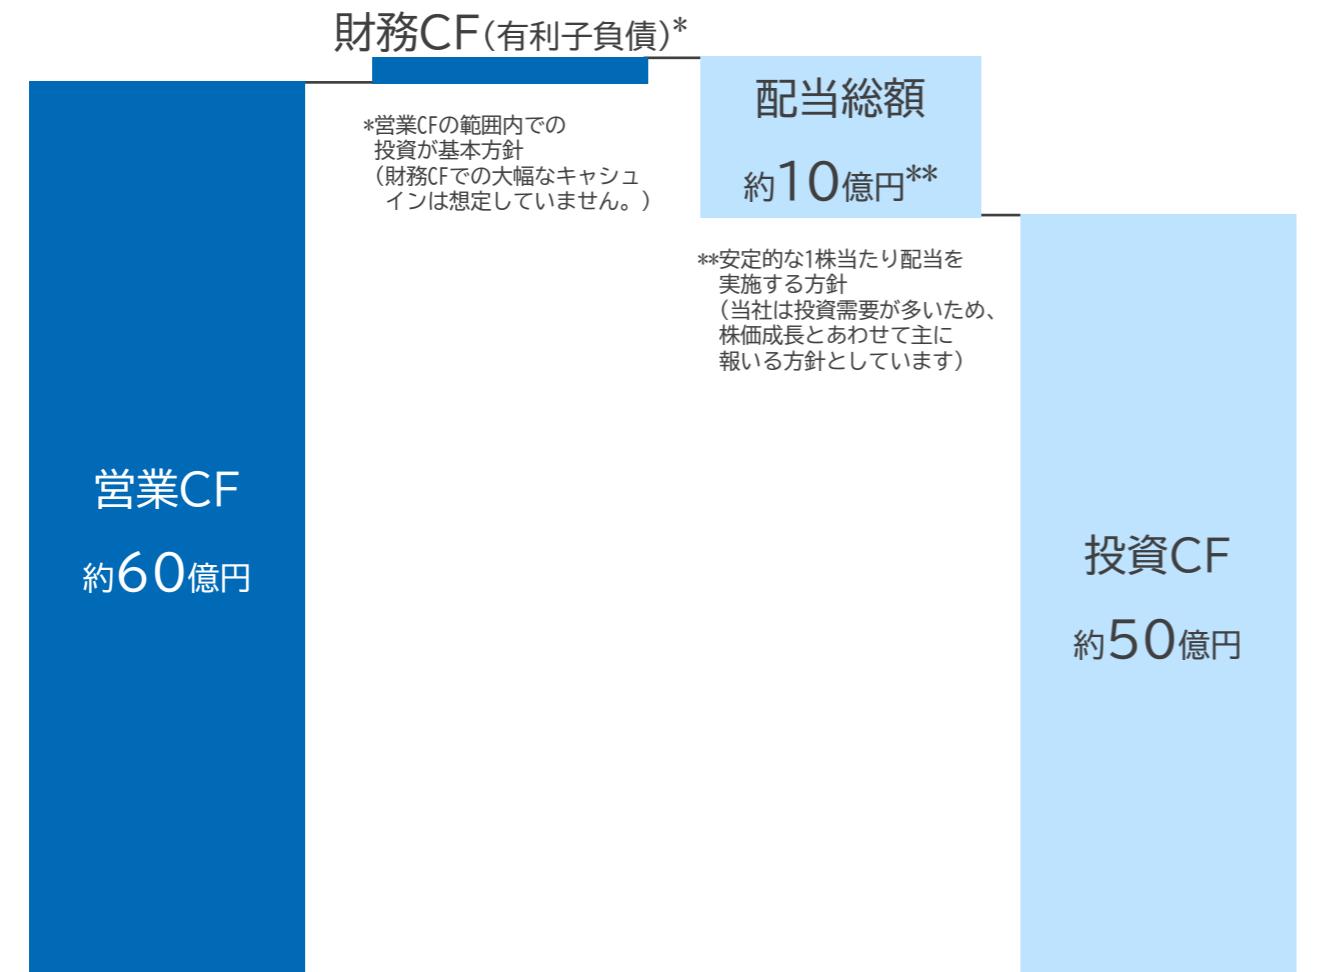 財務CF(有利子負債)*
*営業CFの範囲内での
投資が基本方針
(財務CFでの大幅なキャシュ
インは想定していません。)
配当総額
約10億円**
**安定的な1株当たり配当を
実施する方針
(当社は投資需要が多いため、
株価成長とあわせて主に
報いる方針としています)
営業CF
約60億円
投資CF
約50億円